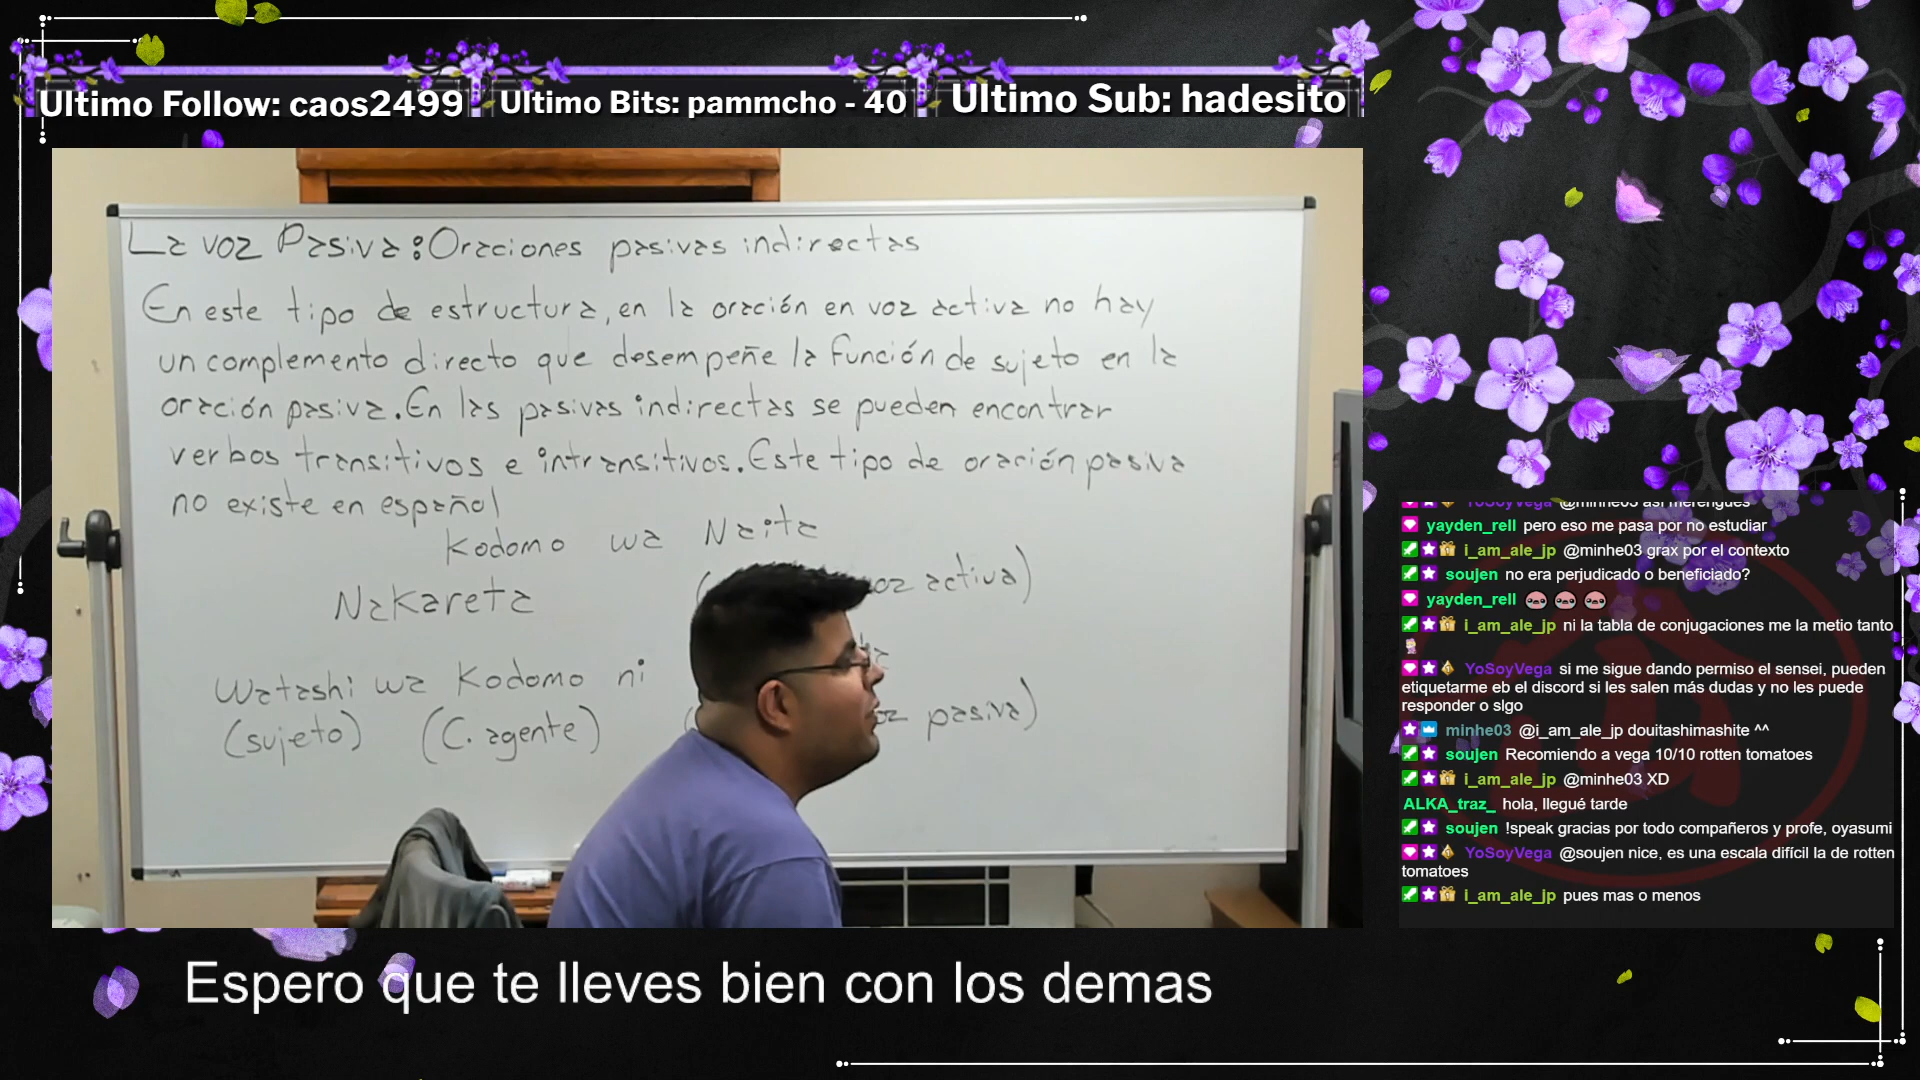 Ultimo Follow: caos2499
Ultimo Bits: pammcho - 40
Ultimo Sub: hadesito
La voz Pasiva: Oraciones pasivas indirectas
En este tipo de estructura, en la oración en voz activa no hay
un complemento directo que desempeñe la función de sujeto en la
oración pasiva. En las pasivas indirectas se pueden encontrar
verbos transitivos e intransitivos. Este tipo de oración pasiva
no existe en español
Kodomo wa Naita
voz activa)
Nakareta
Watashi wa Kodomo ni
(sujeto) (C. agente) pasiva)
YoSoyVega @minhe03 asi merengues
yayden_rell pero eso me pasa por no estudiar
i_am_ale_jp @minhe03 grax por el contexto
soujen no era perjudicado o beneficiado?
yayden_rell
i_am_ale_jp ni la tabla de conjugaciones me la metio tanto
YoSoyVega si me sigue dando permiso el sensei, pueden
etiquetarme eb el discord si les salen más dudas y no les puede
responder o slgo
minhe03 @i_am_ale_jp douitashimashite ^^
soujen Recomiendo a vega 10/10 rotten tomatoes
i_am_ale_jp @minhe03 XD
ALKA_traz_ hola, llegué tarde
soujen !speak gracias por todo compañeros y profe, oyasumi
YoSoyVega @soujen nice, es una escala difícil la de rotten
tomatoes
i_am_ale_jp pues mas o menos
Espero que te lleves bien con los demas